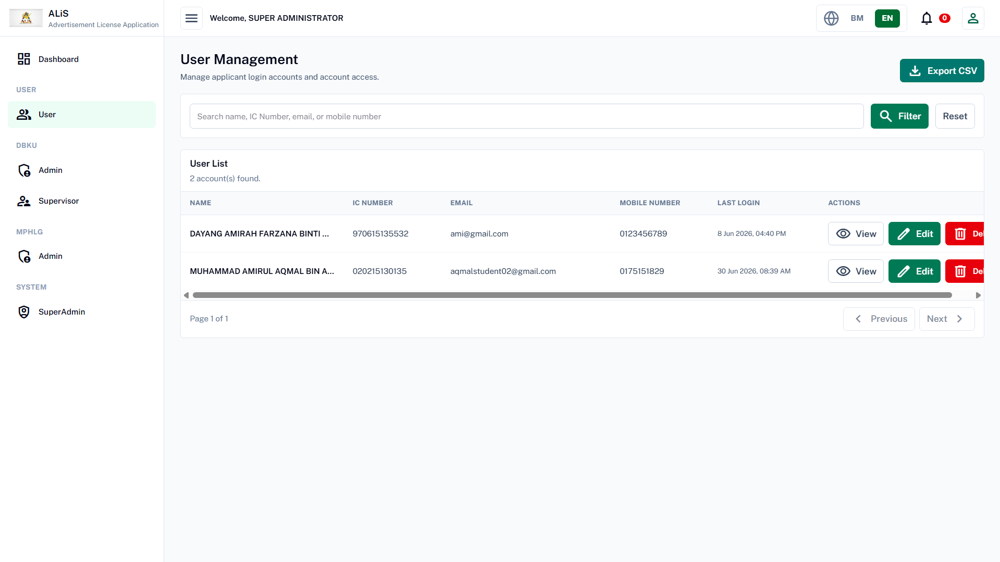 ALiS
Advertisement License Application
Welcome, SUPER ADMINISTRATOR
BM
EN
0
Dashboard
USER
User
DBKU
Admin
Supervisor
MPHLG
Admin
SYSTEM
SuperAdmin
User Management
Manage applicant login accounts and account access.
Export CSV
Search name, IC Number, email, or mobile number
Filter
Reset
User List
2 account(s) found.
NAME IC NUMBER EMAIL MOBILE NUMBER LAST LOGIN ACTIONS
DAYANG AMIRAH FARZANA BINTI ... 970615135532 ami@gmail.com 0123456789 8 Jun 2026, 04:40 PM View Edit
MUHAMMAD AMIRUL AQMAL BIN A... 020215130135 aqmalstudent02@gmail.com 0175151829 30 Jun 2026, 08:39 AM View Edit
Page 1 of 1
Previous
Next